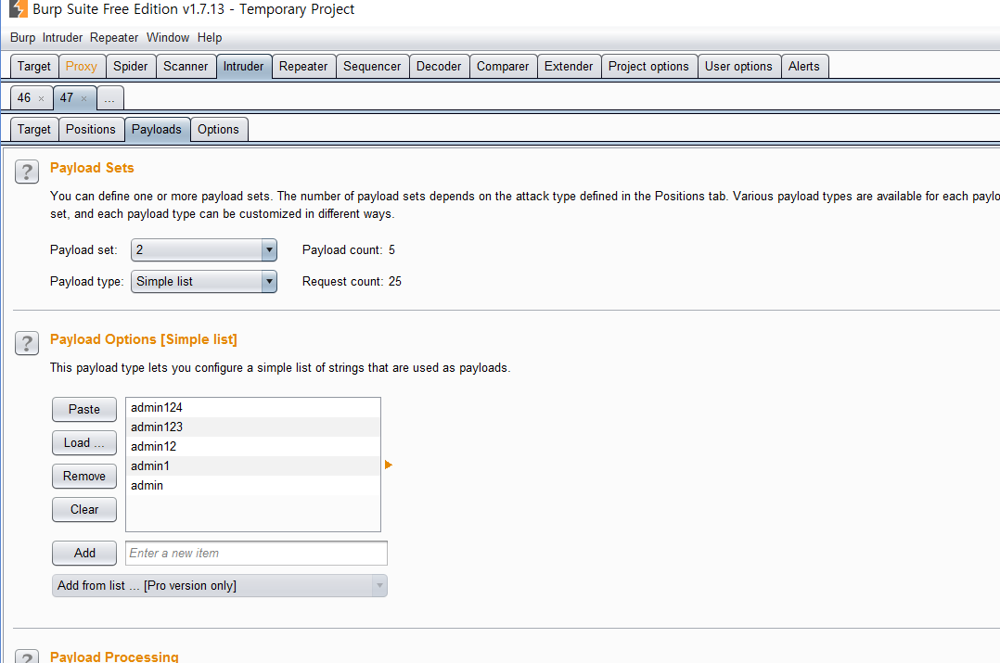 Burp Suite Free Edition v1.7.13 - Temporary Project
Burp Intruder Repeater Window Help
Target Proxy Spider Scanner Intruder Repeater Sequencer Decoder Comparer Extender Project options User options Alerts
46 × 47 × ...
Target Positions Payloads Options
? Payload Sets
You can define one or more payload sets. The number of payload sets depends on the attack type defined in the Positions tab. Various payload types are available for each paylo
set, and each payload type can be customized in different ways.
Payload set: 2 Payload count: 5
Payload type: Simple list Request count: 25
? Payload Options [Simple list]
This payload type lets you configure a simple list of strings that are used as payloads.
Paste admin124
admin123
Load ... admin12
admin1
Remove admin
Clear
Add Enter a new item
Add from list ... [Pro version only]
? Payload Processing